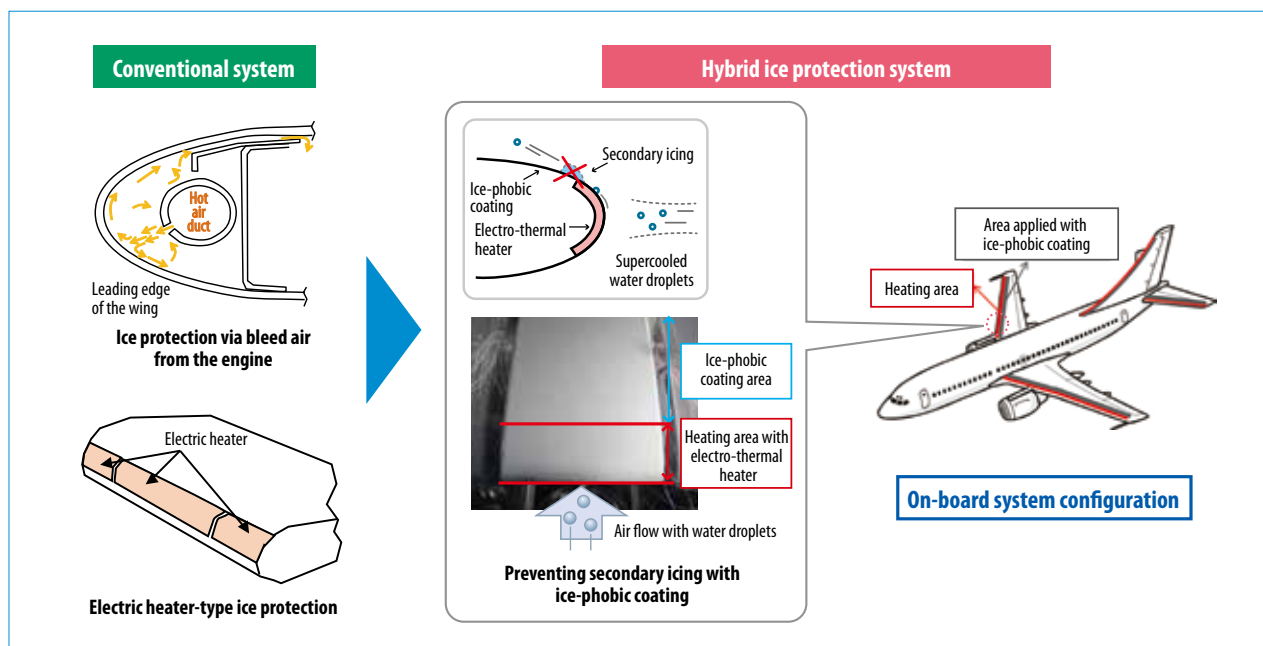 Conventional system
Hot
air
duct
Leading edge
of the wing
Ice protection via bleed air
from the engine
Electric heater
Electric heater-type ice protection
Hybrid ice protection system
Secondary icing
Ice-phobic
coating
Electro-thermal
heater
Supercooled
water droplets
Ice-phobic
coating area
Heating area with
electro-thermal
heater
Air flow with water droplets
Preventing secondary icing with
ice-phobic coating
Area applied with
ice-phobic coating
Heating area
On-board system configuration